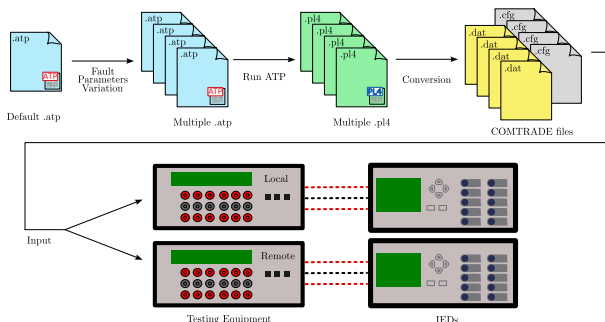 .atp
ATP
Default .atp
Fault
Parameters
Variation
.atp
.atp
.atp
.atp
ATP
Multiple .atp
Run ATP
.pl4
.pl4
.pl4
.pl4
PL4
Multiple .pl4
Conversion
.cfg
.cfg
.cfg
.cfg
.dat
.dat
.dat
.dat
COMTRADE files
Input
Local
Remote
Testing Equipment
IEDs